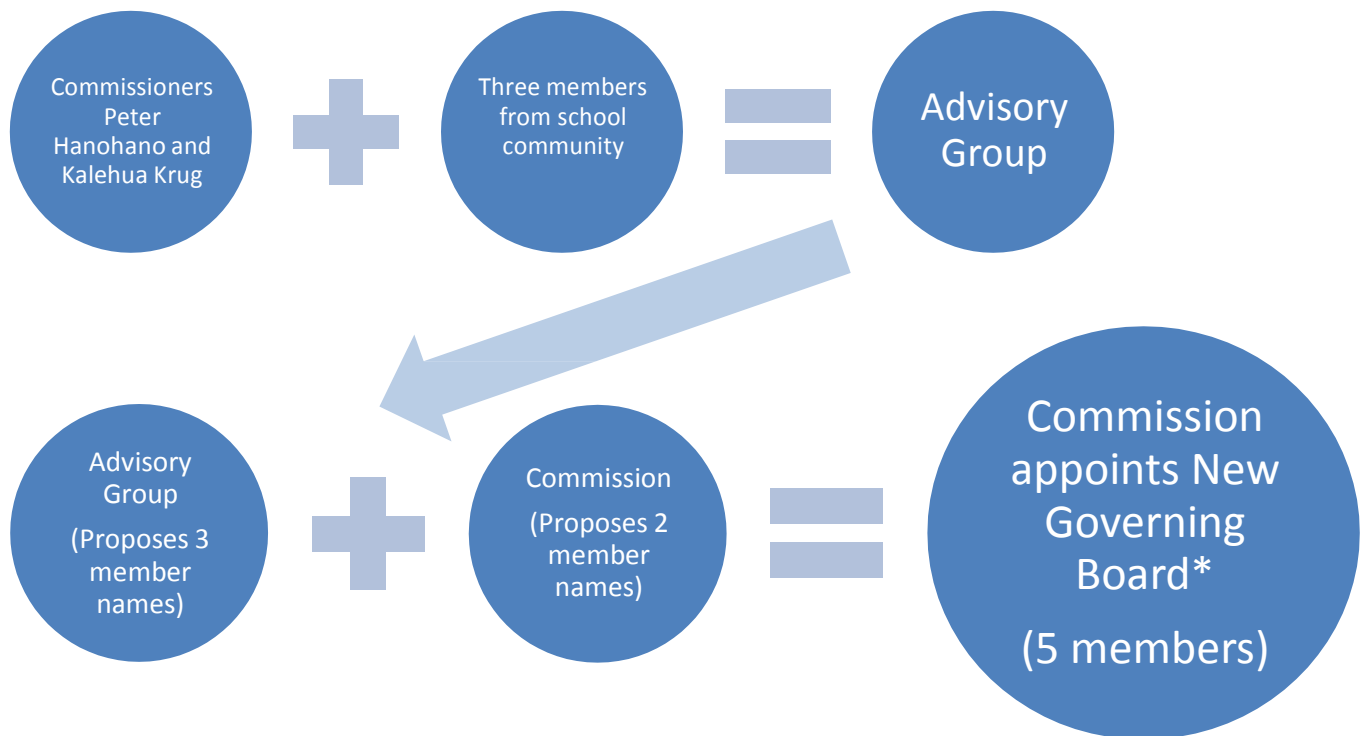 Commissioners
Peter
Hanohano and
Kalehua Krug
Three members
from school
community
Advisory
Group
Advisory
Group
(Proposes 3
member
names)
Commission
(Proposes 2
member
names)
Commission
appoints New
Governing
Board*
(5 members)